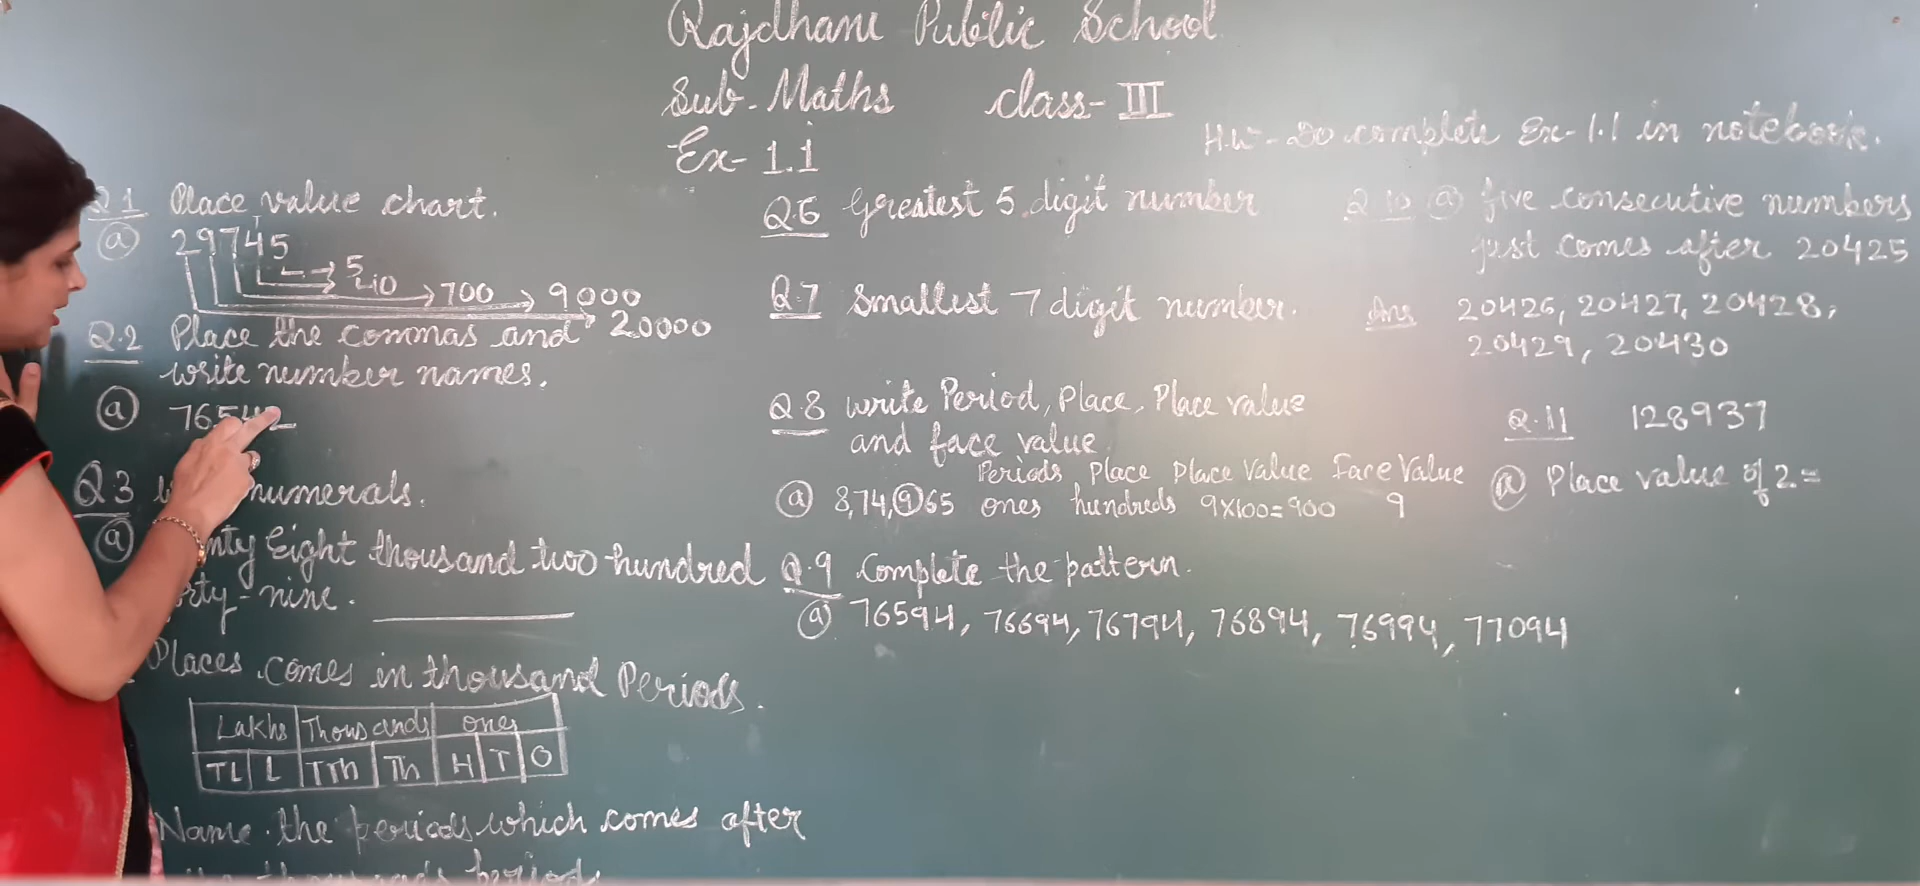 Rajdhani Public School
Sub- Maths class- III
Ex- 1.1
H.W - Do complete Ex-1.1 in notebook.
Q.1 Place value chart.
(a) 29745
5
40
700
9000
20000
Q.2 Place the commas and
write number names.
(a) 76542
Q3 numerals.
(a) Eight thousand two hundred
-nine.
Places comes in thousand Periods.
Lakhs Thousands ones
TL L TTh Th H T O
Name the periods which comes after
the thousands period
Q.6 Greatest 5 digit number
Q.7 Smallest 7 digit number.
Q.8 write Period, Place, Place value
and face value
Periods Place Place Value Face Value
(a) 8,74,965 ones hundreds 9X100=900 9
Q.9 Complete the pattern.
(a) 76594, 76694, 76794, 76894, 76994, 77094
Q.10 (a) five consecutive numbers
just comes after 20425
Ans 20426, 20427, 20428,
20429, 20430
Q.11 128937
(a) Place value of 2 =